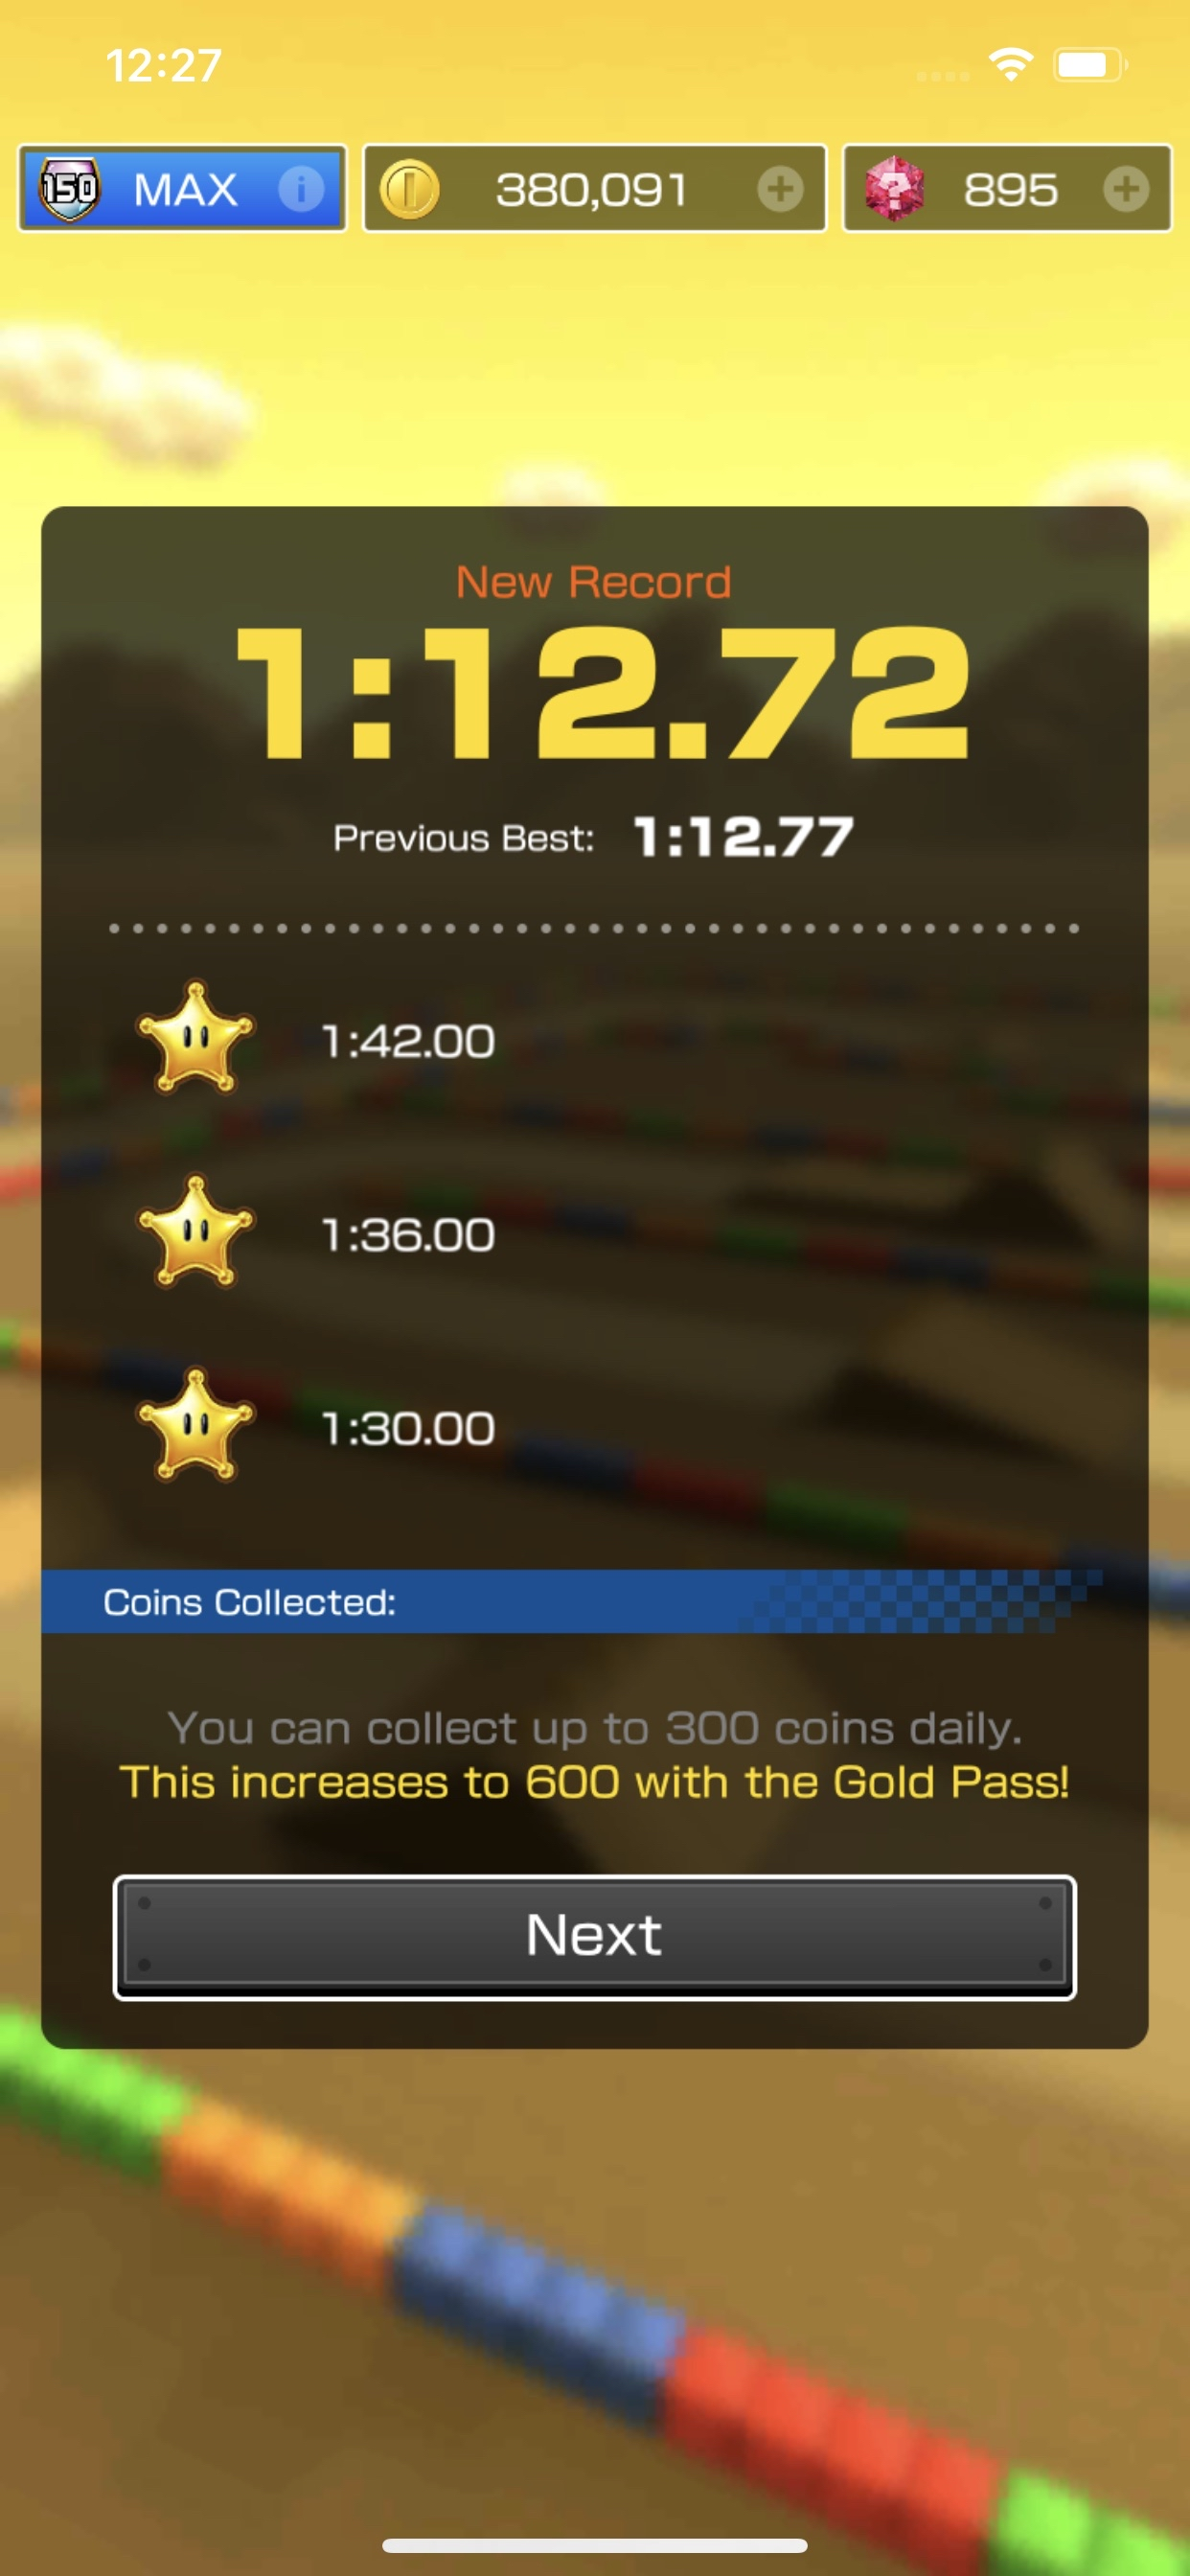 12:27
150 MAX i 380,091 + ? 895 +
New Record
1:12.72
Previous Best: 1:12.77
1:42.00
1:36.00
1:30.00
Coins Collected:
You can collect up to 300 coins daily.
This increases to 600 with the Gold Pass!
Next